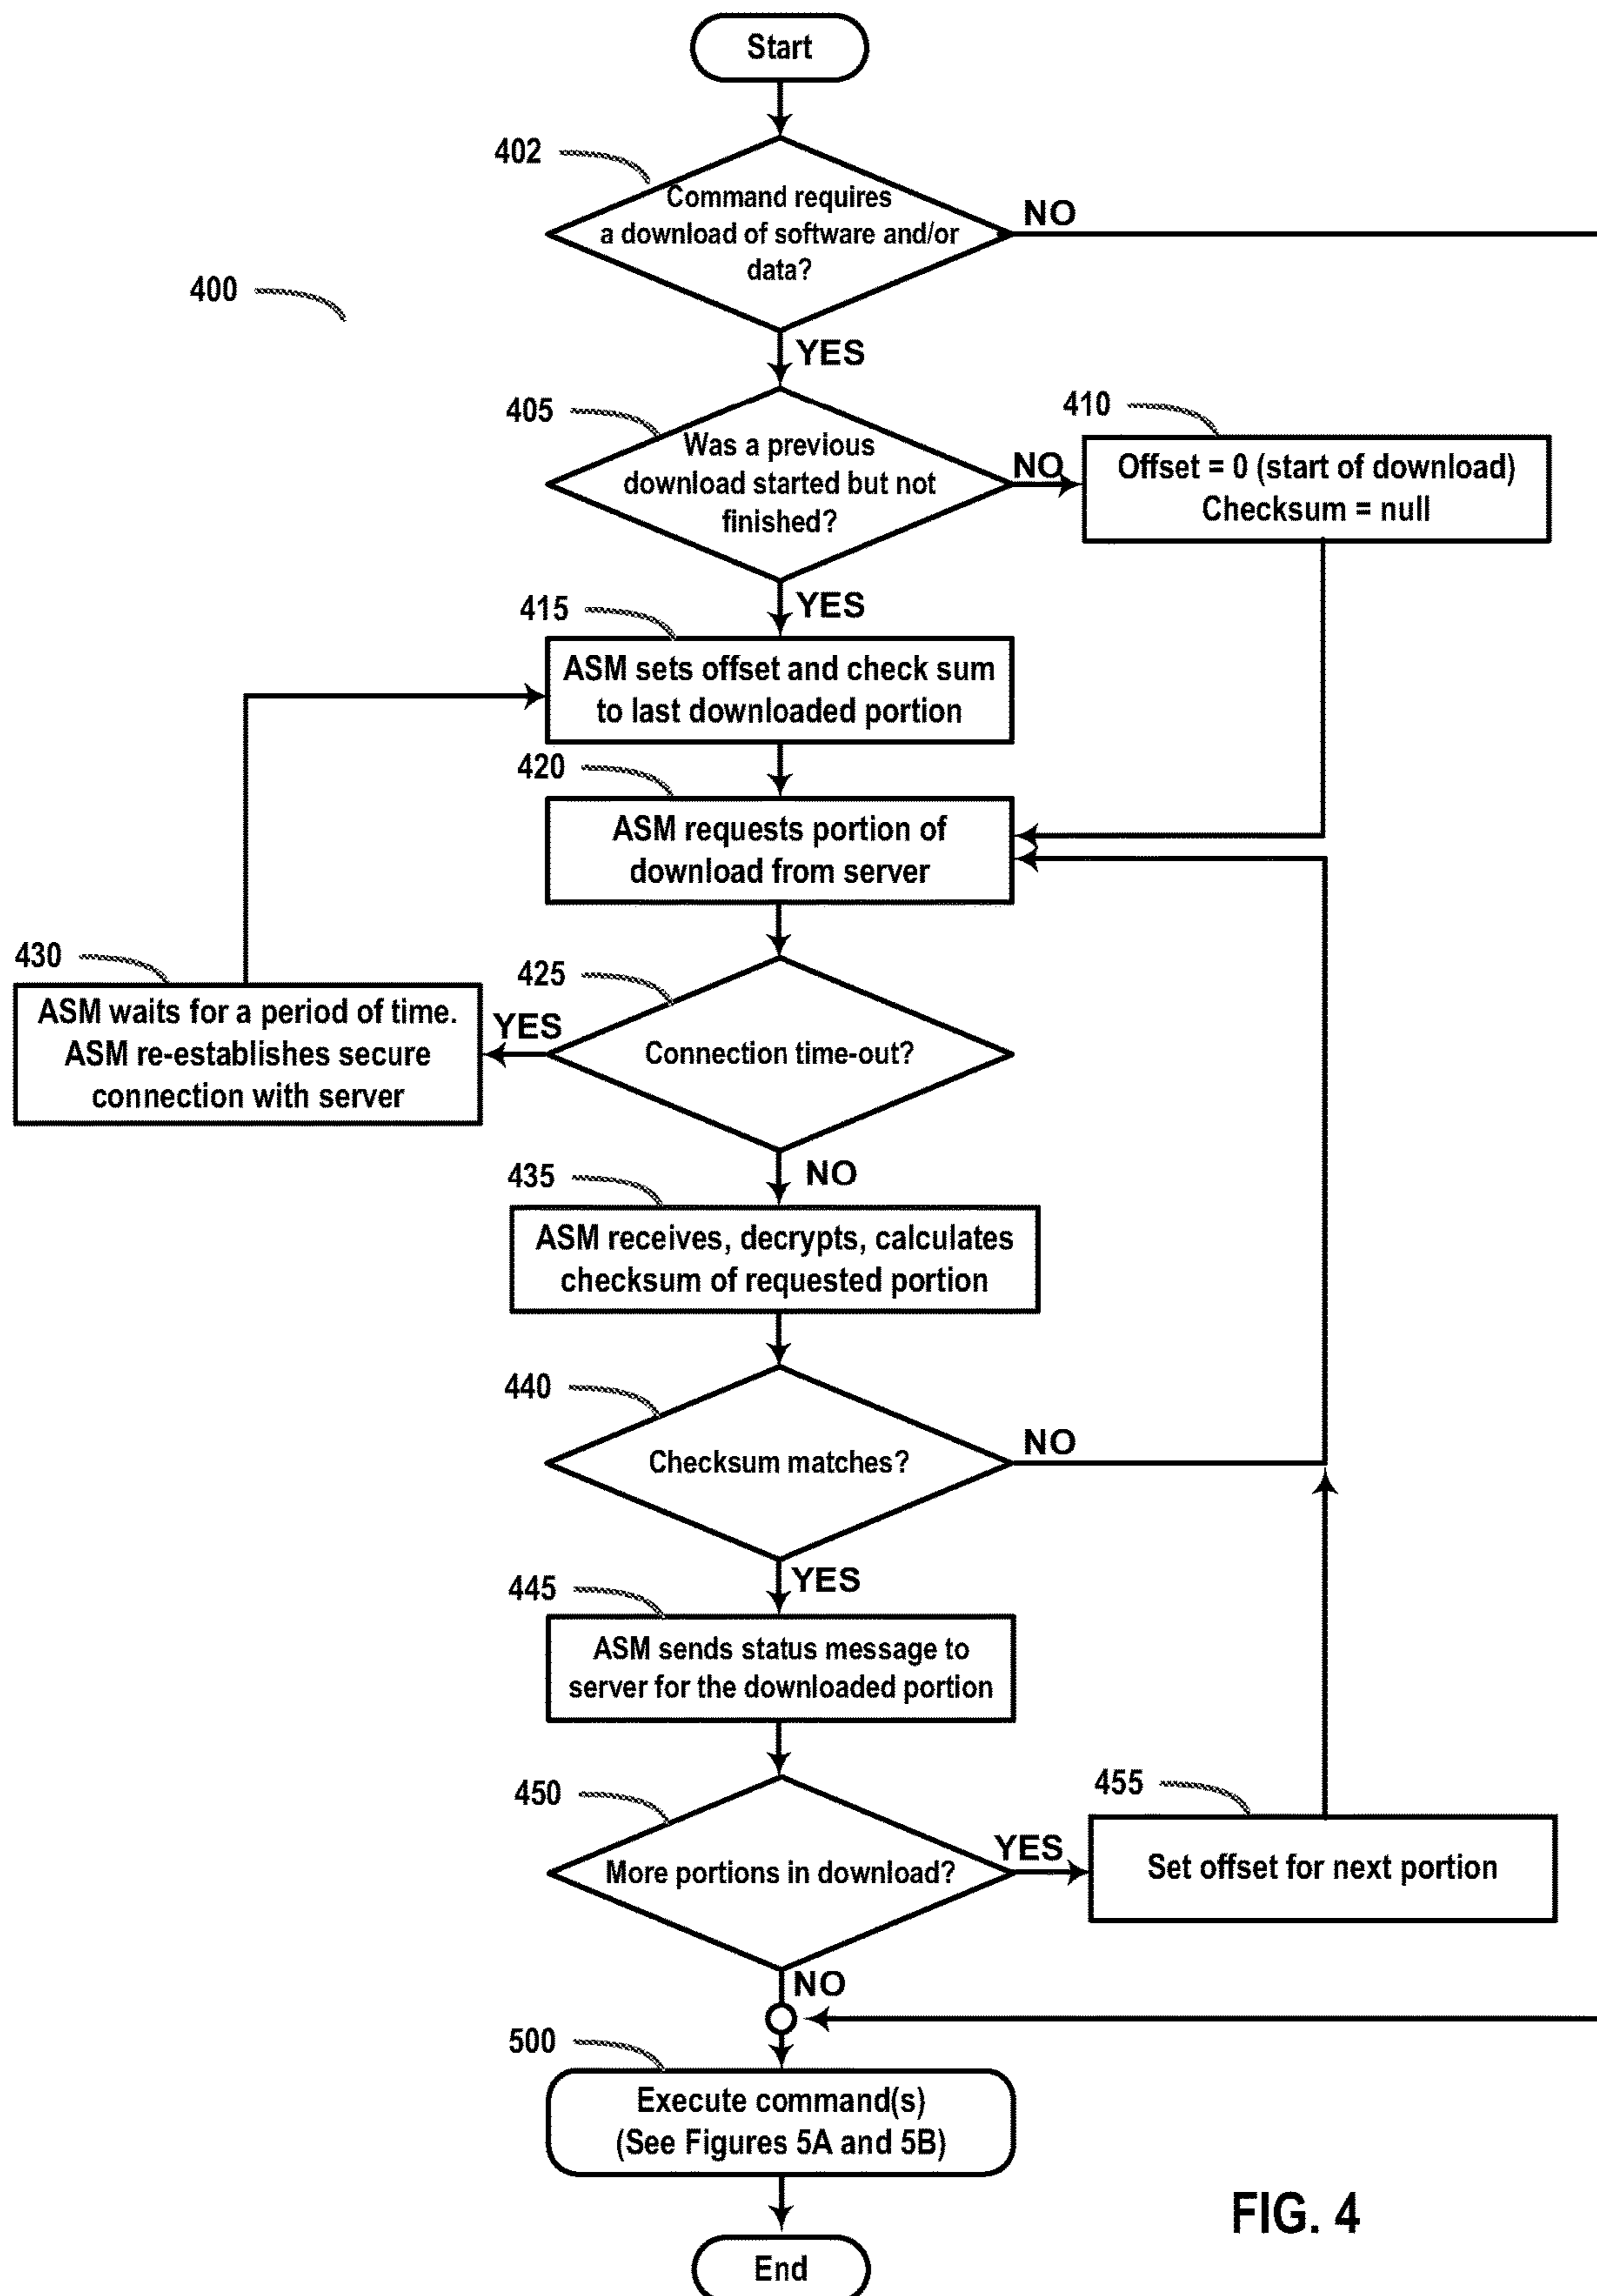 Start
402
Command requires
a download of software and/or
data?
NO
400
YES
405
Was a previous
download started but not
finished?
NO
410
Offset = 0 (start of download)
Checksum = null
YES
415
ASM sets offset and check sum
to last downloaded portion
420
ASM requests portion of
download from server
430
ASM waits for a period of time.
ASM re-establishes secure
connection with server
YES
425
Connection time-out?
NO
435
ASM receives, decrypts, calculates
checksum of requested portion
440
Checksum matches?
NO
YES
445
ASM sends status message to
server for the downloaded portion
450
More portions in download?
YES
455
Set offset for next portion
NO
500
Execute command(s)
(See Figures 5A and 5B)
End
FIG. 4